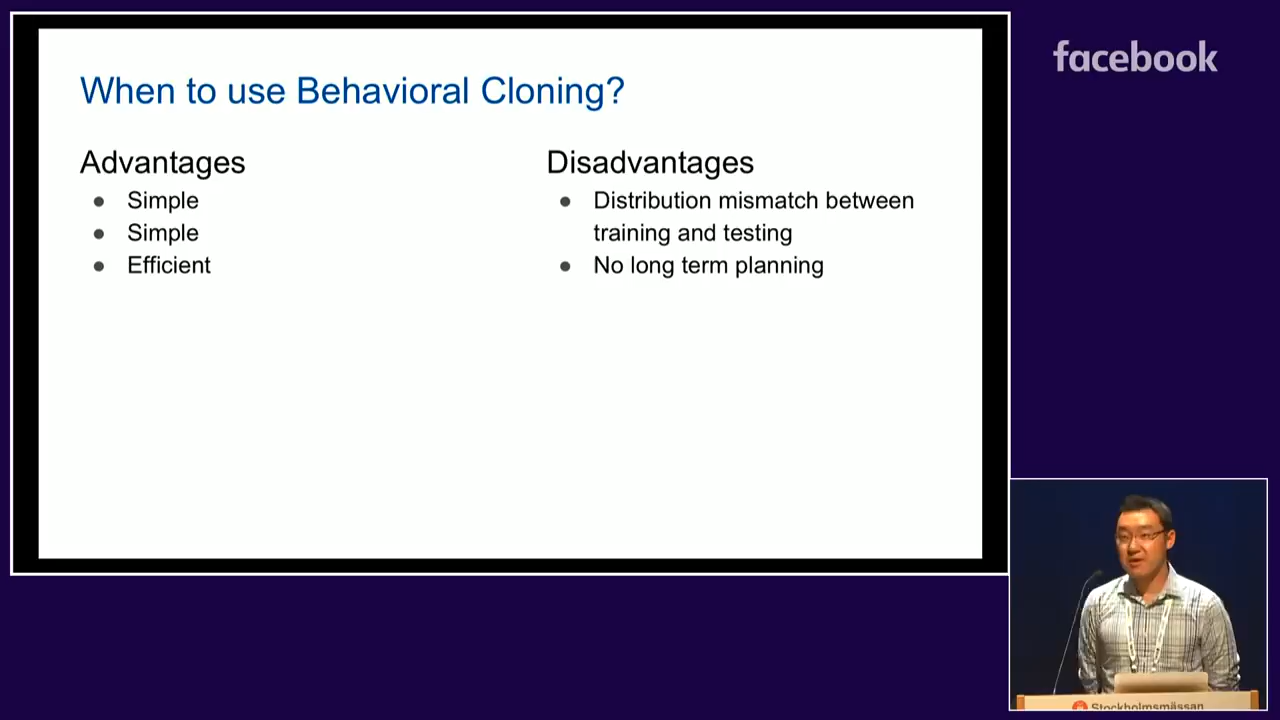 When to use Behavioral Cloning?
Advantages
Simple
Simple
Efficient
Disadvantages
Distribution mismatch between
training and testing
No long term planning
facebook
Stockholmsmässan